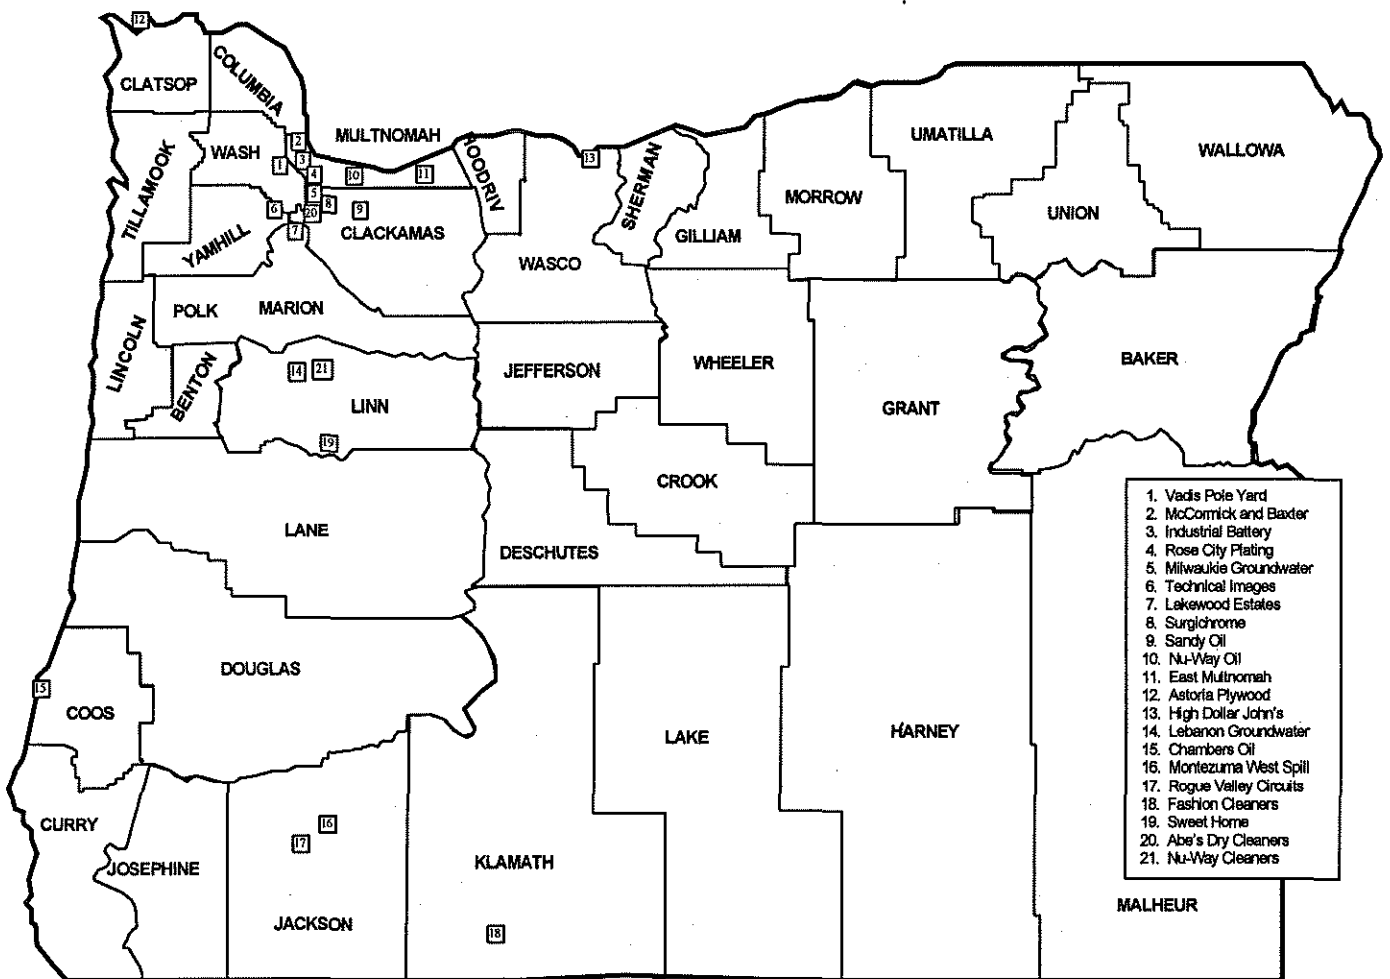 12
CLATSOP
COLUMBIA
MULTNOMAH
HOODRIV
UMATILLA
WALLOWA
TILLAMOOK
WASH
2
3
1
4
10
11
13
SHERMAN
MORROW
UNION
5
6
8
20
9
7
CLACKAMAS
YAMHILL
GILLIAM
WASCO
POLK
MARION
LINCOLN
BENTON
14
21
LINN
19
JEFFERSON
WHEELER
GRANT
BAKER
CROOK
LANE
DESCHUTES
DOUGLAS
15
COOS
LAKE
HARNEY
CURRY
JOSEPHINE
16
17
JACKSON
KLAMATH
18
MALHEUR
1. Vadis Pole Yard
2. McCormick and Baxter
3. Industrial Battery
4. Rose City Plating
5. Milwaukie Groundwater
6. Technical Images
7. Lakewood Estates
8. Surgichrome
9. Sandy Oil
10. Nu-Way Oil
11. East Multnomah
12. Astoria Plywood
13. High Dollar John's
14. Lebanon Groundwater
15. Chambers Oil
16. Montezuma West Spill
17. Rogue Valley Circuits
18. Fashion Cleaners
19. Sweet Home
20. Abe's Dry Cleaners
21. Nu-Way Cleaners